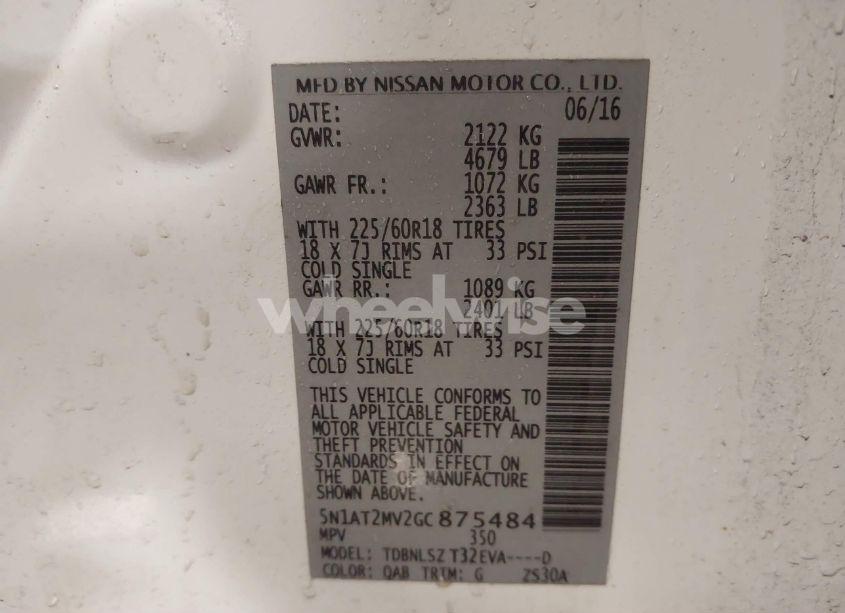 MFD BY NISSAN MOTOR CO., LTD.
DATE: 06/16
GVWR: 2122 KG
4679 LB
GAWR FR.: 1072 KG
2363 LB
WITH 225/60R18 TIRES
18 X 7J RIMS AT 33 PSI
COLD SINGLE
GAWR RR.: 1089 KG
2401 LB
wheelwise
WITH 225/60R18 TIRES
18 X 7J RIMS AT 33 PSI
COLD SINGLE
THIS VEHICLE CONFORMS TO
ALL APPLICABLE FEDERAL
MOTOR VEHICLE SAFETY AND
THEFT PREVENTION
STANDARDS IN EFFECT ON
THE DATE OF MANUFACTURE
SHOWN ABOVE.
5N1AT2MV2GC875484
MPV 350
MODEL: TDBNLSZ T32EVA----D
COLOR: QAB TRIM: G ZS30A